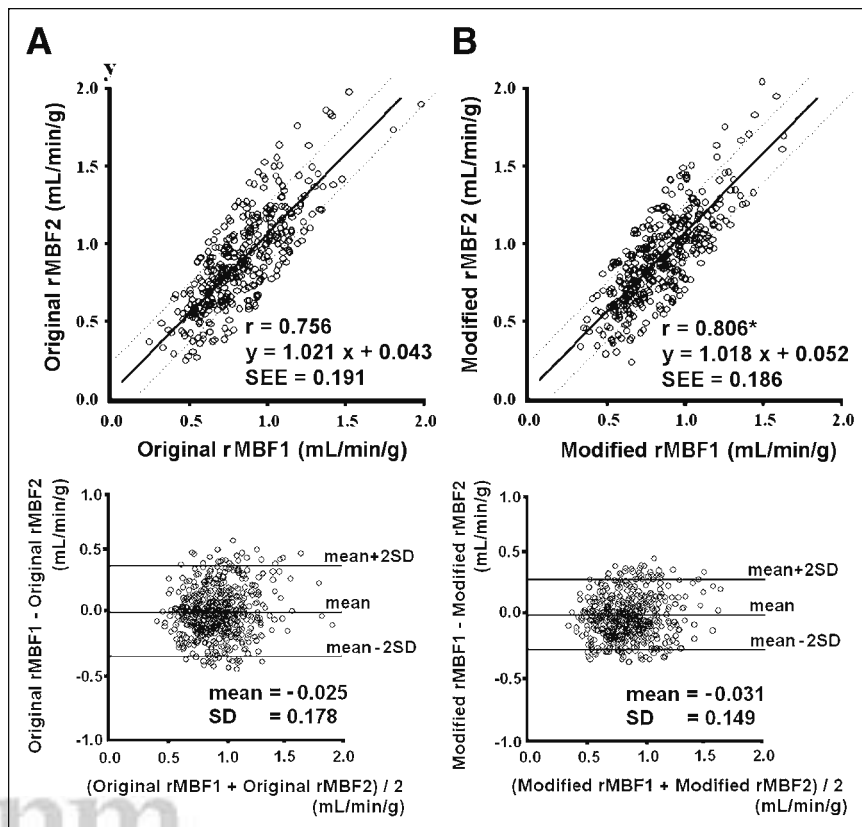 A
y
Original rMBF2 (mL/min/g)
2.0
1.5
1.0
0.5
0.0
r = 0.756
y = 1.021 x + 0.043
SEE = 0.191
0.5 1.0 1.5 2.0
Original rMBF1 (mL/min/g)
B
Modified rMBF2 (mL/min/g)
2.0
1.5
1.0
0.5
0.0
r = 0.806*
y = 1.018 x + 0.052
SEE = 0.186
0.5 1.0 1.5 2.0
Modified rMBF1 (mL/min/g)
Original rMBF1 - Original rMBF2
(mL/min/g)
1.0
0.5
0.0
-0.5
-1.0
mean+2SD
mean
mean-2SD
mean = -0.025
SD = 0.178
0.0 0.5 1.0 1.5 2.0
(Original rMBF1 + Original rMBF2) / 2
(mL/min/g)
Modified rMBF1 - Modified rMBF2
(mL/min/g)
1.0
0.5
0.0
-0.5
-1.0
mean+2SD
mean
mean-2SD
mean = -0.031
SD = 0.149
0.0 0.5 1.0 1.5 2.0
(Modified rMBF1 + Modified rMBF2) / 2
(mL/min/g)